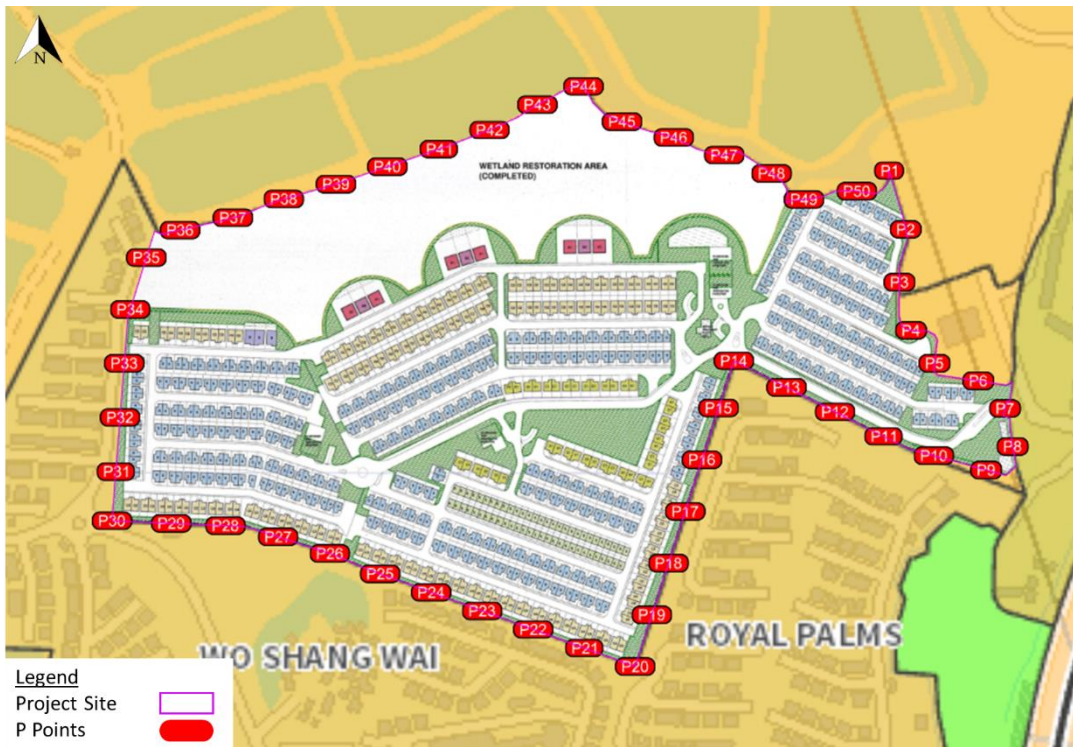 N
P44
P43
P45
P42
P46
P41
P47
WETLAND RESTORATION AREA
(COMPLETED)
P40
P48
P1
P39
P50
P38
P49
P37
P36
P2
P35
P3
P34
P4
P33
P14
P5
P13
P6
P15
P7
P32
P12
P11
P8
P16
P10
P31
P9
P17
P30
P29
P28
P27
P26
P18
P25
P24
P23
P19
P22
WO SHANG WAI
ROYAL PALMS
P21
P20
Legend
Project Site
P Points